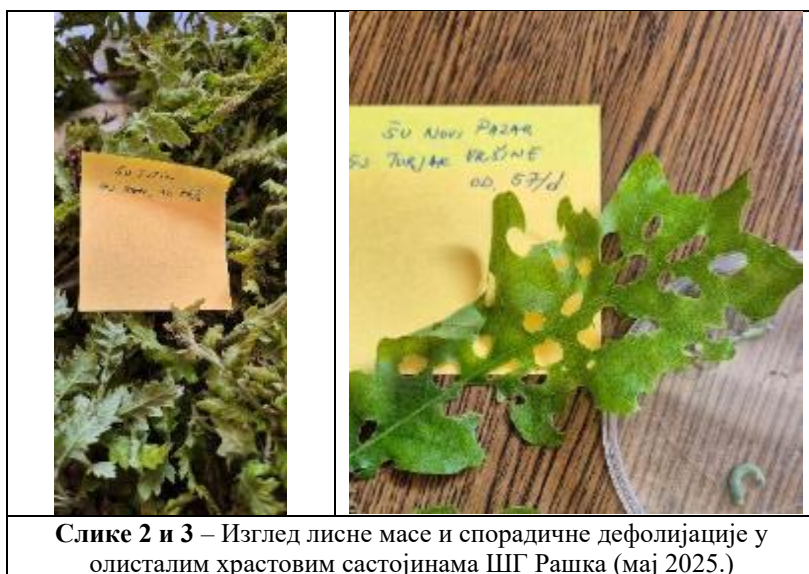 ŠU NOVI PAZAR
GJ TURJAK VRŠINE
OD. 57/d
Слике 2 и 3 – Изглед лисне масе и спорадичне дефолијације у
олисталим храстовим састојинама ШГ Рашка (мај 2025.)